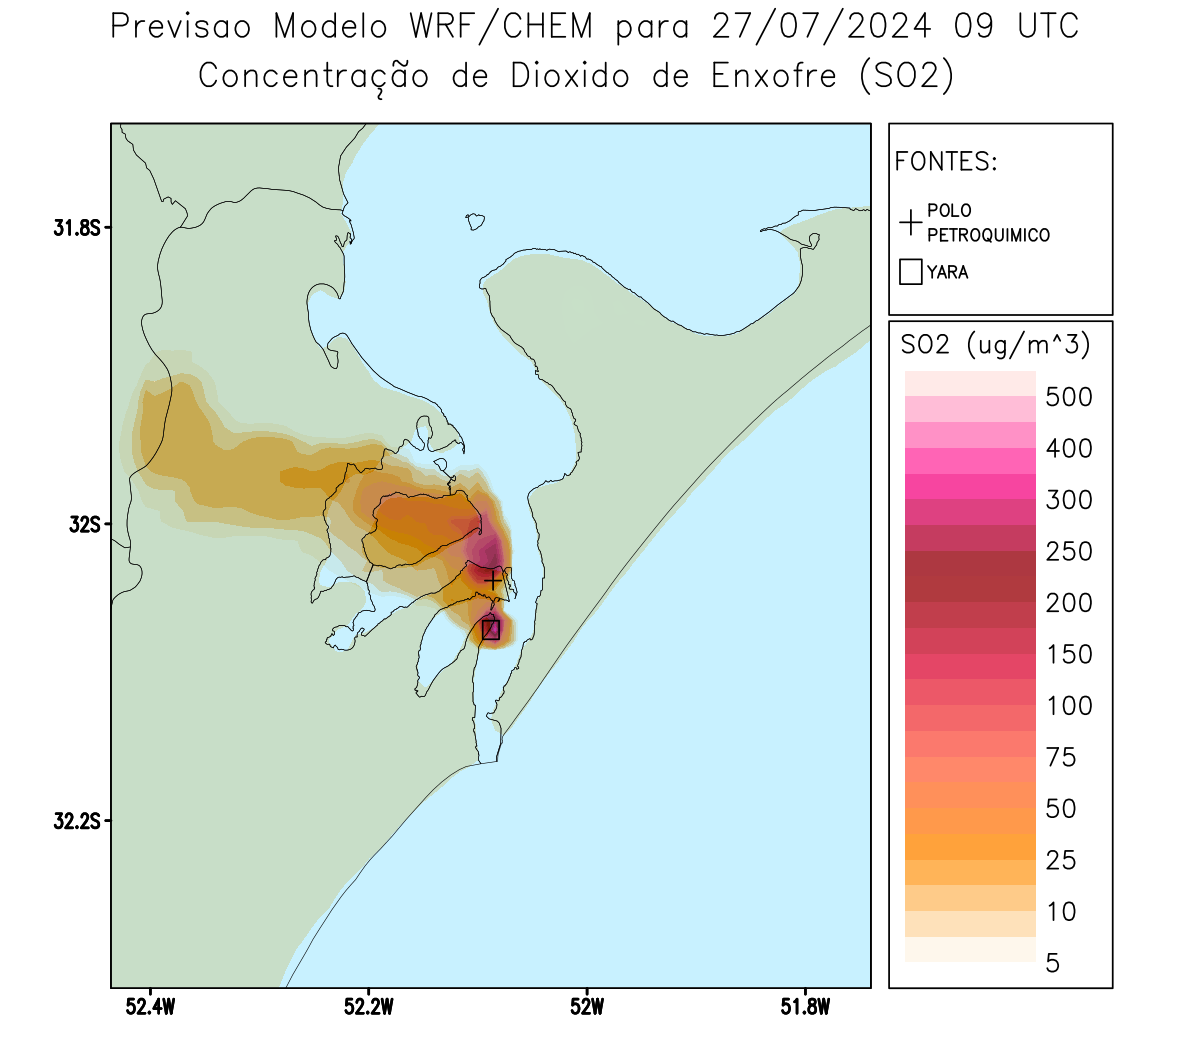 Previsao Modelo WRF/CHEM para 27/07/2024 09 UTC
Concentração de Dioxido de Enxofre (SO2)
FONTES:
POLO
PETROQUIMICO
YARA
31.8S
32S
32.2S
52.4W
52.2W
52W
51.8W
SO2 (ug/m^3)
500
400
300
250
200
150
100
75
50
25
10
5